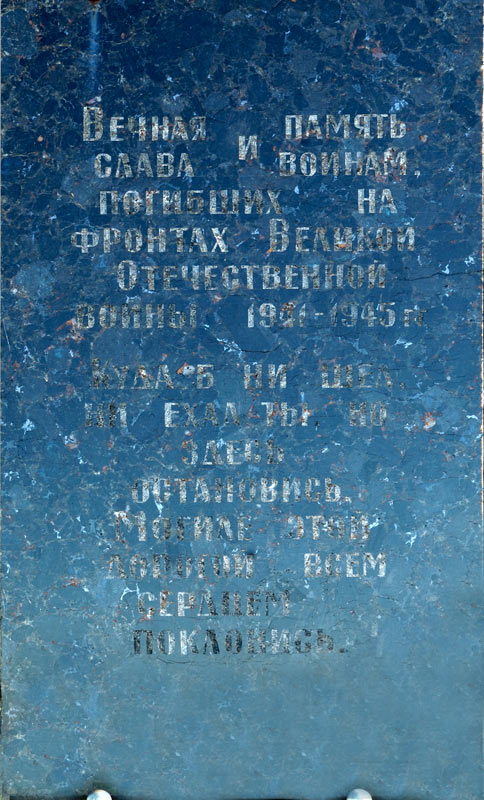 Вечная и память
слава воинам,
погибших на
фронтах Великой
Отечественной
войны 1941-1945 гг
Куда-б ни шел,
ни ехал-ты, но
здесь
остановись.
Могиле этой
дорогой всем
сердцем
поклонись.